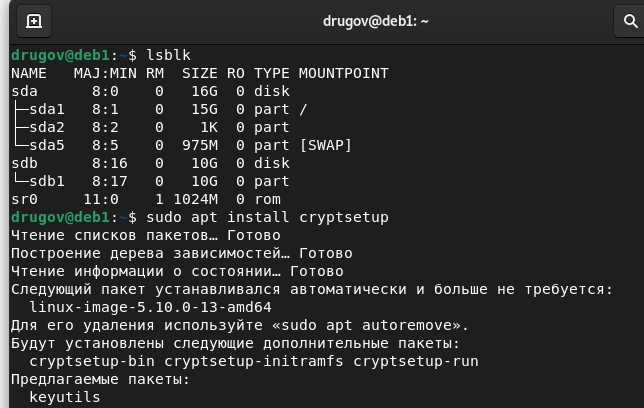 drugov@deb1: ~
drugov@deb1:~$ lsblk
NAME   MAJ:MIN RM  SIZE RO TYPE MOUNTPOINT
sda      8:0    0   16G  0 disk
├─sda1   8:1    0   15G  0 part /
├─sda2   8:2    0    1K  0 part
└─sda5   8:5    0  975M  0 part [SWAP]
sdb      8:16   0   10G  0 disk
└─sdb1   8:17   0   10G  0 part
sr0     11:0    1 1024M  0 rom
drugov@deb1:~$ sudo apt install cryptsetup
Чтение списков пакетов… Готово
Построение дерева зависимостей… Готово
Чтение информации о состоянии… Готово
Следующий пакет устанавливался автоматически и больше не требуется:
  linux-image-5.10.0-13-amd64
Для его удаления используйте «sudo apt autoremove».
Будут установлены следующие дополнительные пакеты:
  cryptsetup-bin cryptsetup-initramfs cryptsetup-run
Предлагаемые пакеты:
  keyutils